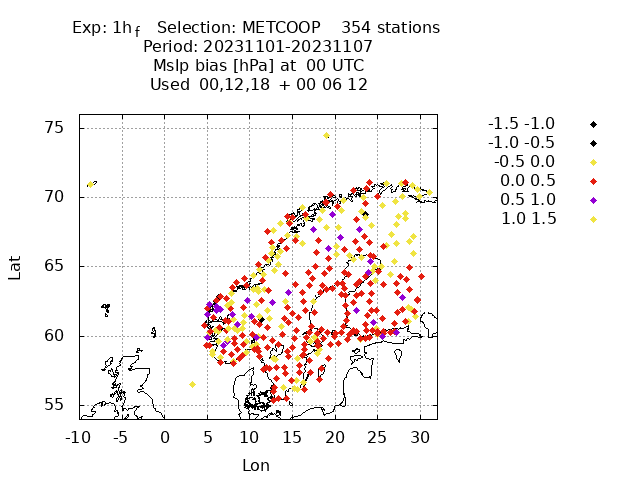 Exp: 1h f   Selection: METCOOP    354 stations
Period: 20231101-20231107
Mslp bias [hPa] at  00 UTC
Used  00,12,18  + 00 06 12
-1.5 -1.0
-1.0 -0.5
-0.5 0.0
0.0 0.5
0.5 1.0
1.0 1.5
75
70
65
60
55
Lat
-10 -5 0 5 10 15 20 25 30
Lon